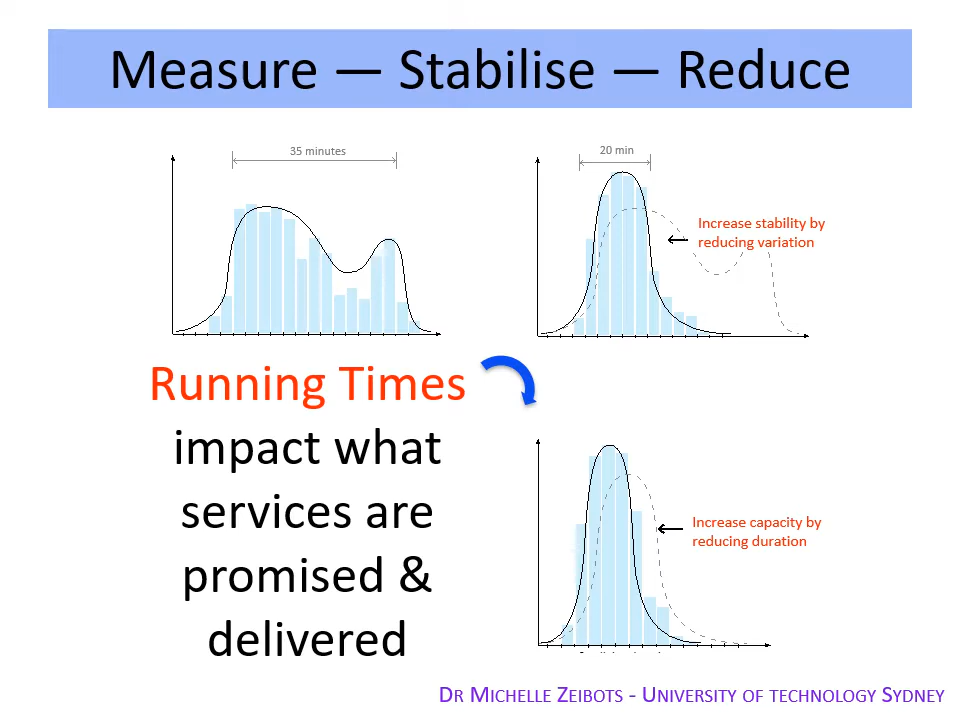 Measure — Stabilise — Reduce
35 minutes
20 min
Increase stability by
reducing variation
Running Times
impact what
services are
promised &
delivered
Increase capacity by
reducing duration
DR MICHELLE ZEIBOTS - UNIVERSITY OF TECHNOLOGY SYDNEY